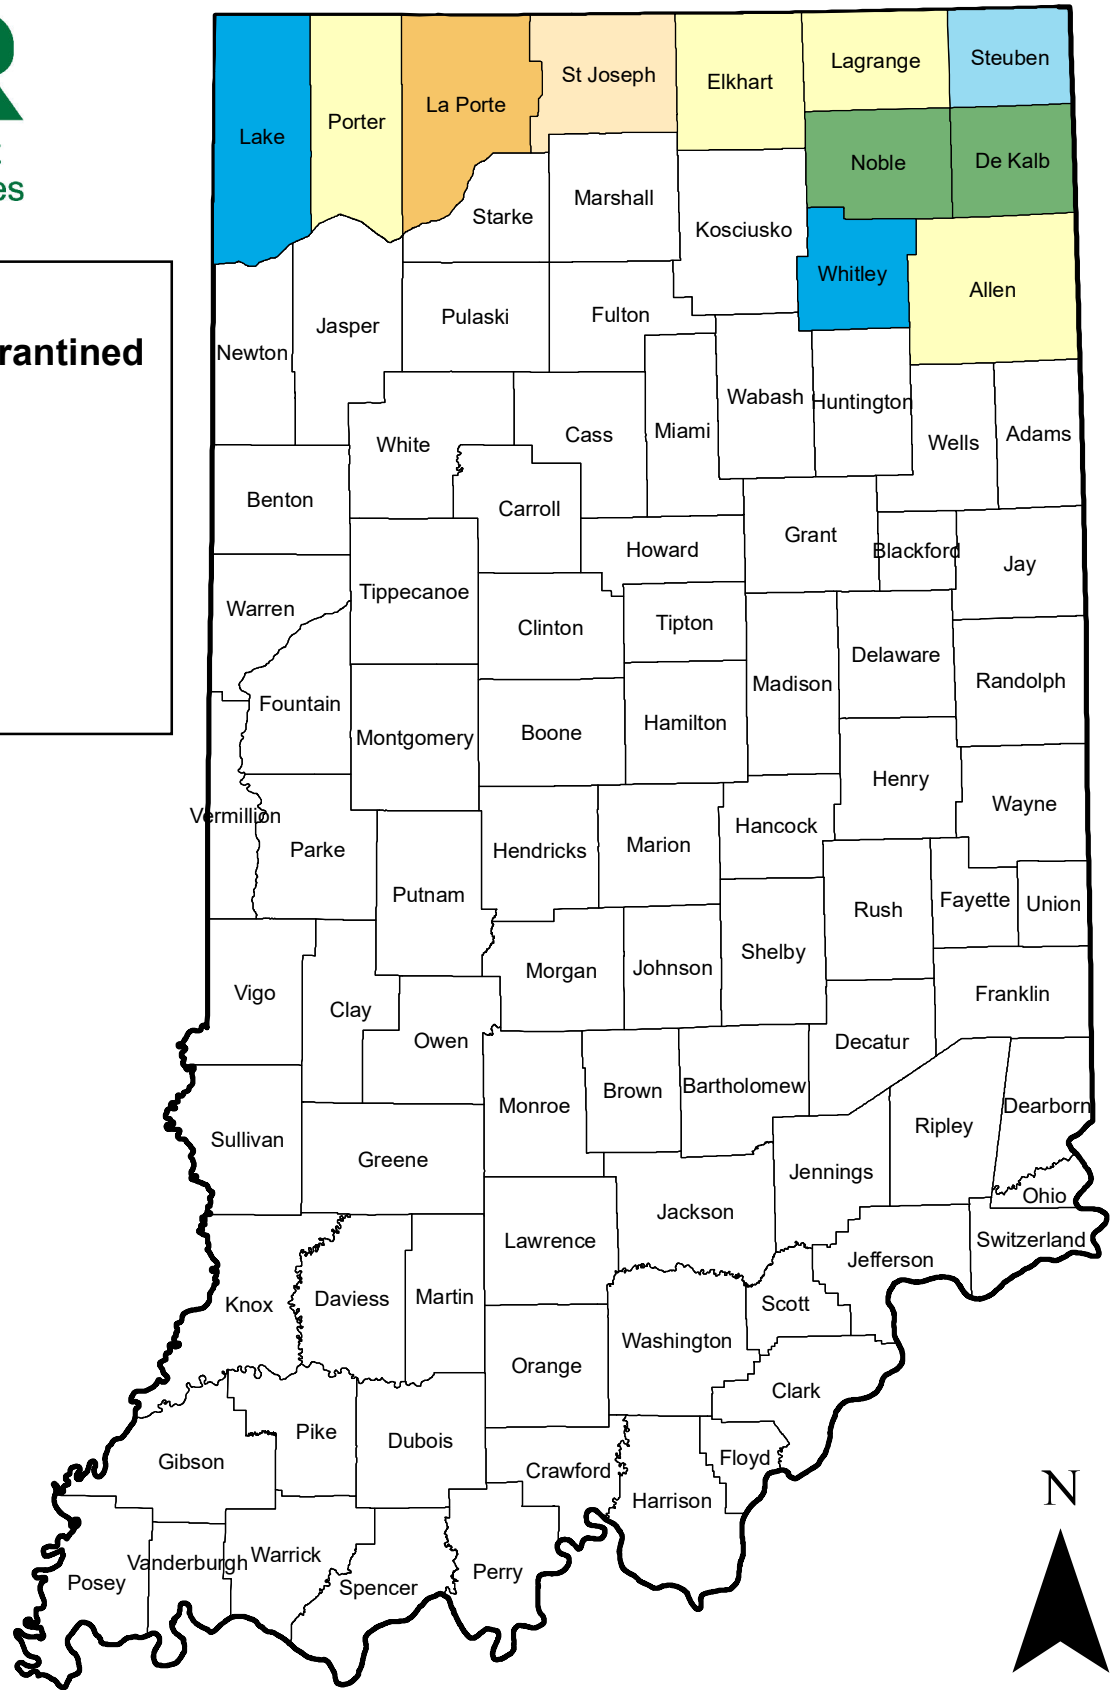 R
es
rantined
Lake
Porter
La Porte
St Joseph
Elkhart
Lagrange
Steuben
Noble
De Kalb
Starke
Marshall
Kosciusko
Whitley
Allen
Newton
Jasper
Pulaski
Fulton
White
Cass
Miami
Wabash
Huntington
Wells
Adams
Benton
Carroll
Howard
Grant
Blackford
Jay
Warren
Tippecanoe
Clinton
Tipton
Madison
Delaware
Randolph
Fountain
Montgomery
Boone
Hamilton
Henry
Wayne
Vermillion
Parke
Putnam
Hendricks
Marion
Hancock
Rush
Fayette
Union
Vigo
Clay
Owen
Morgan
Johnson
Shelby
Franklin
Decatur
Sullivan
Greene
Monroe
Brown
Bartholomew
Jennings
Ripley
Dearborn
Ohio
Switzerland
Jefferson
Jackson
Lawrence
Knox
Daviess
Martin
Orange
Washington
Scott
Clark
Gibson
Pike
Dubois
Crawford
Harrison
Floyd
Posey
Vanderburgh
Warrick
Spencer
Perry
N